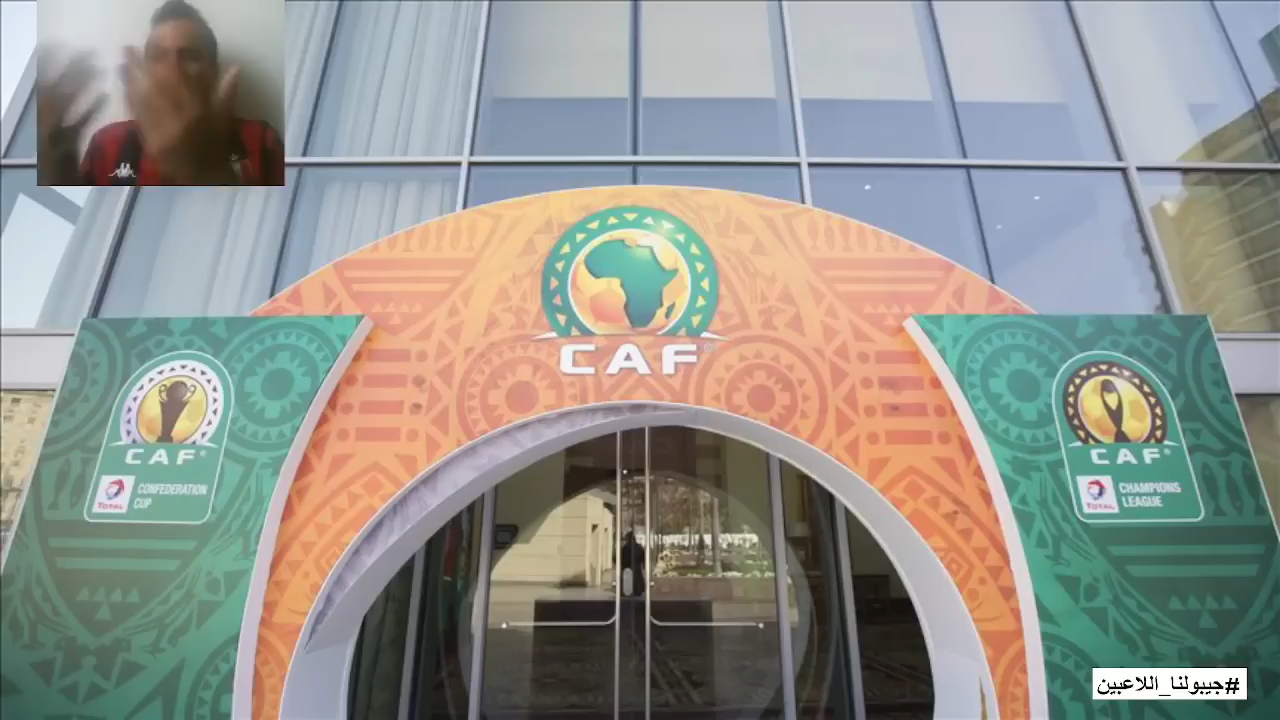 CAF
CAF
TOTAL
CONFEDERATION
CUP
CAF
TOTAL
CHAMPIONS
LEAGUE
#جيبولنا_اللاعبين